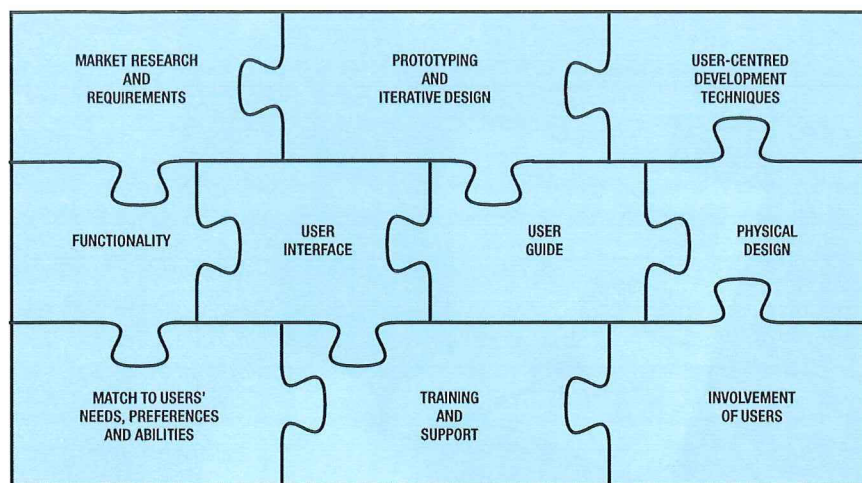 MARKET RESEARCH
AND
REQUIREMENTS
PROTOTYPING
AND
ITERATIVE DESIGN
USER-CENTRED
DEVELOPMENT
TECHNIQUES
FUNCTIONALITY
USER
INTERFACE
USER
GUIDE
PHYSICAL
DESIGN
MATCH TO USERS'
NEEDS, PREFERENCES
AND ABILITIES
TRAINING
AND
SUPPORT
INVOLVEMENT
OF USERS